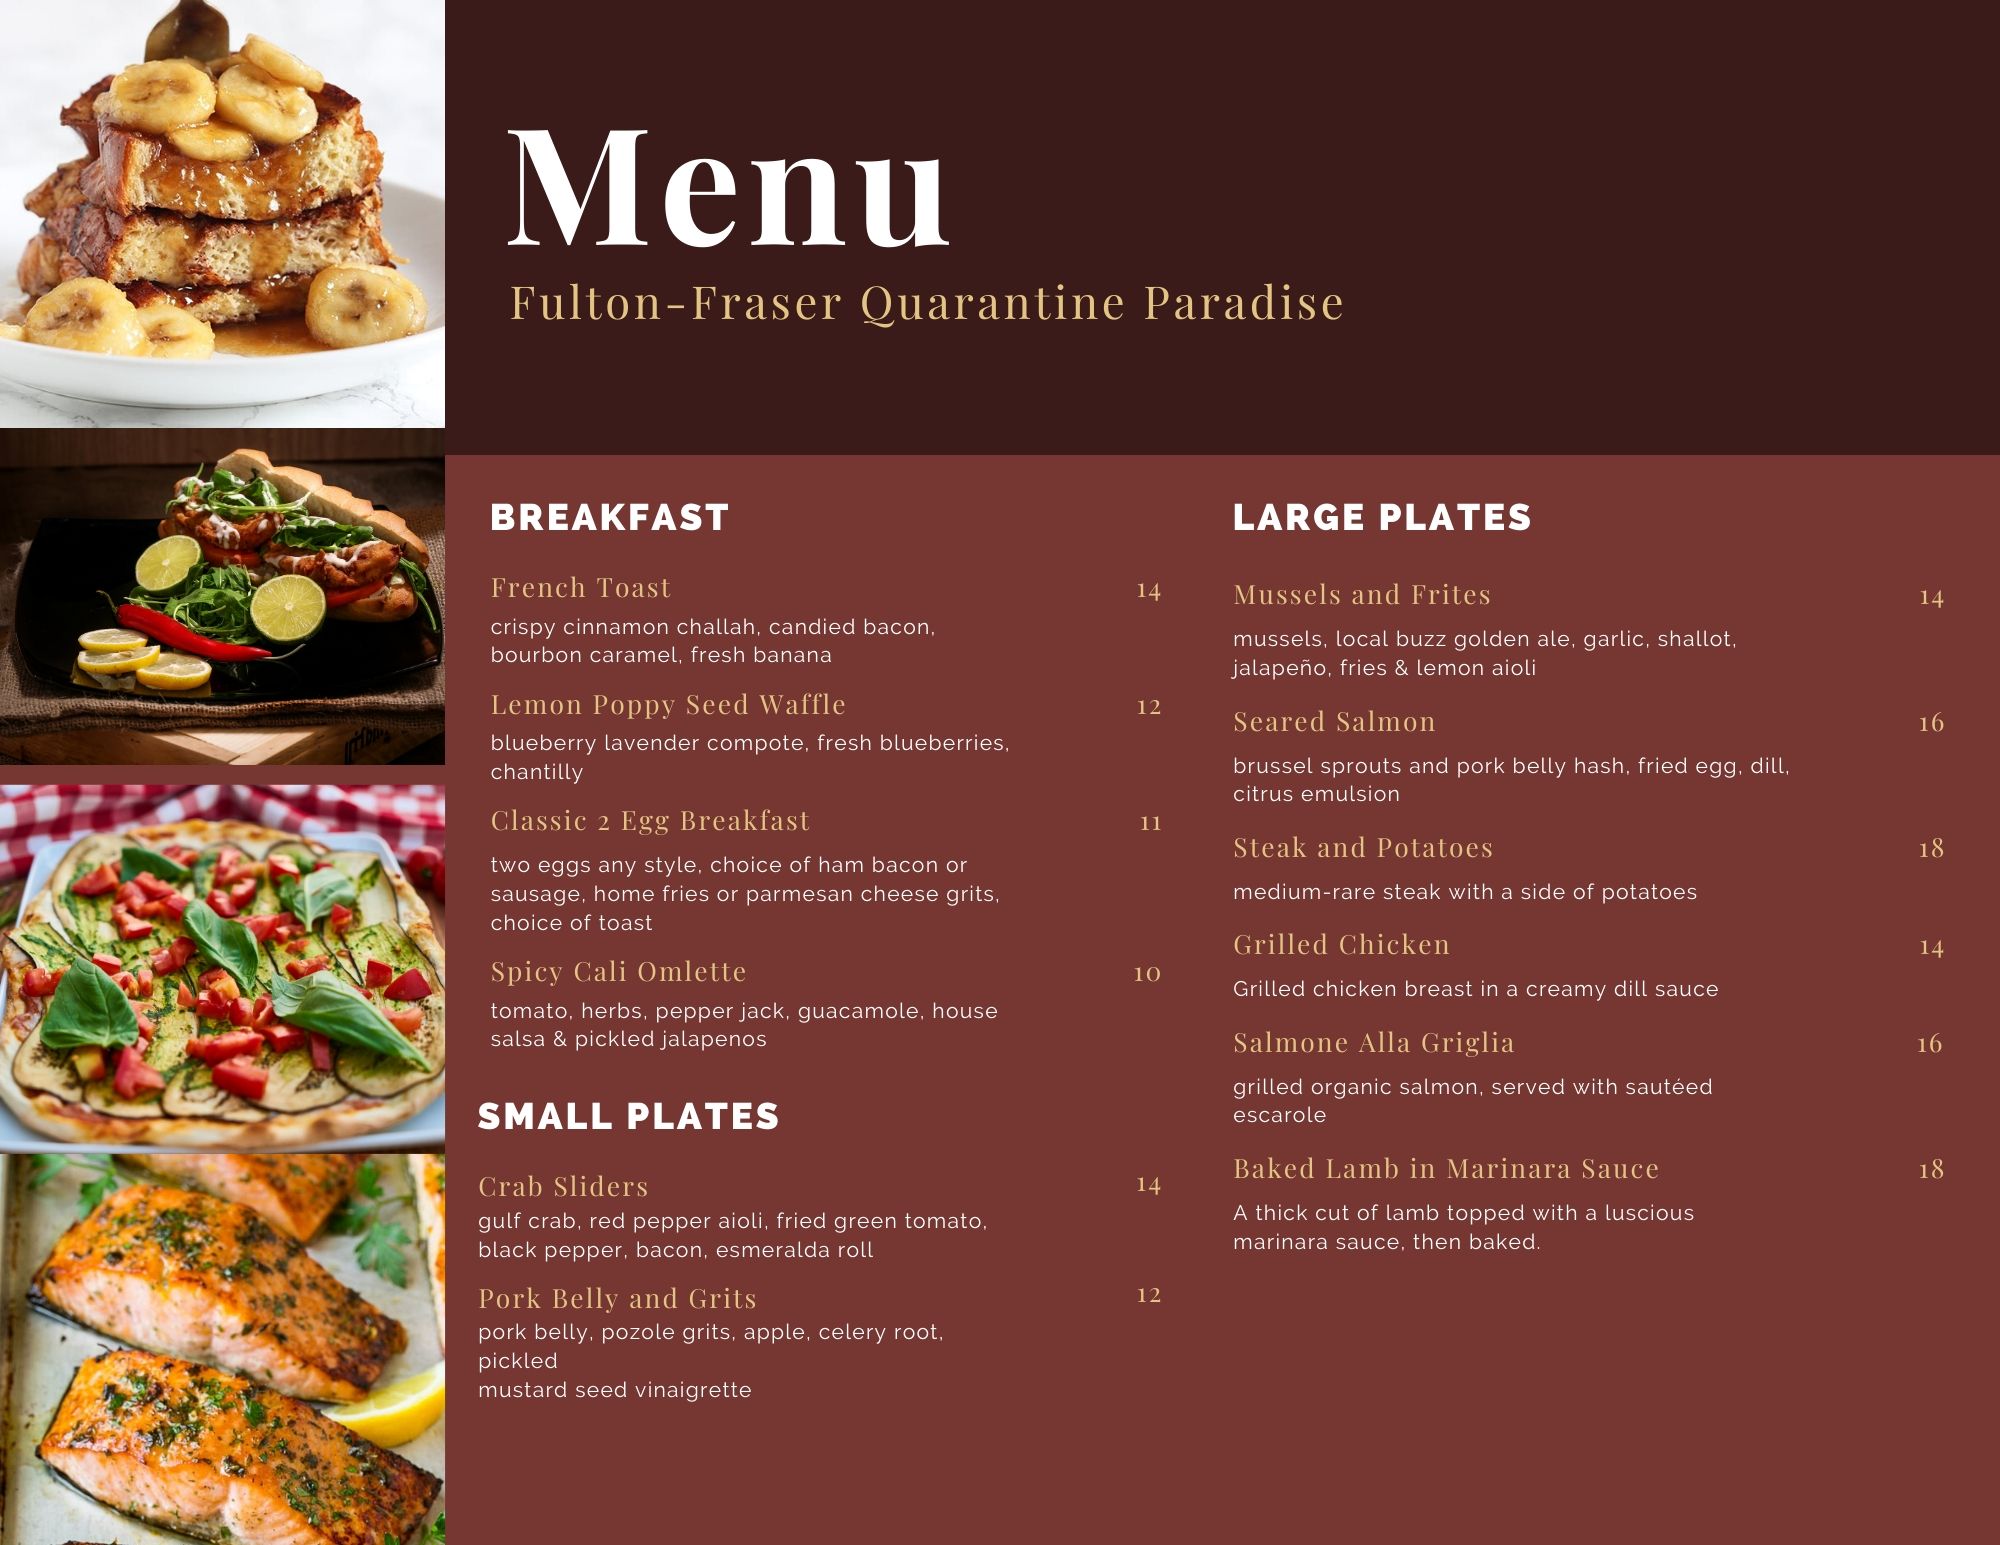 Menu
Fulton-Fraser Quarantine Paradise
BREAKFAST
French Toast 14
crispy cinnamon challah, candied bacon,
bourbon caramel, fresh banana
Lemon Poppy Seed Waffle 12
blueberry lavender compote, fresh blueberries,
chantilly
Classic 2 Egg Breakfast 11
two eggs any style, choice of ham bacon or
sausage, home fries or parmesan cheese grits,
choice of toast
Spicy Cali Omlette 10
tomato, herbs, pepper jack, guacamole, house
salsa & pickled jalapenos
SMALL PLATES
Crab Sliders 14
gulf crab, red pepper aioli, fried green tomato,
black pepper, bacon, esmeralda roll
Pork Belly and Grits 12
pork belly, pozole grits, apple, celery root,
pickled
mustard seed vinaigrette
LARGE PLATES
Mussels and Frites 14
mussels, local buzz golden ale, garlic, shallot,
jalapeño, fries & lemon aioli
Seared Salmon 16
brussel sprouts and pork belly hash, fried egg, dill,
citrus emulsion
Steak and Potatoes 18
medium-rare steak with a side of potatoes
Grilled Chicken 14
Grilled chicken breast in a creamy dill sauce
Salmone Alla Griglia 16
grilled organic salmon, served with sautéed
escarole
Baked Lamb in Marinara Sauce 18
A thick cut of lamb topped with a luscious
marinara sauce, then baked.